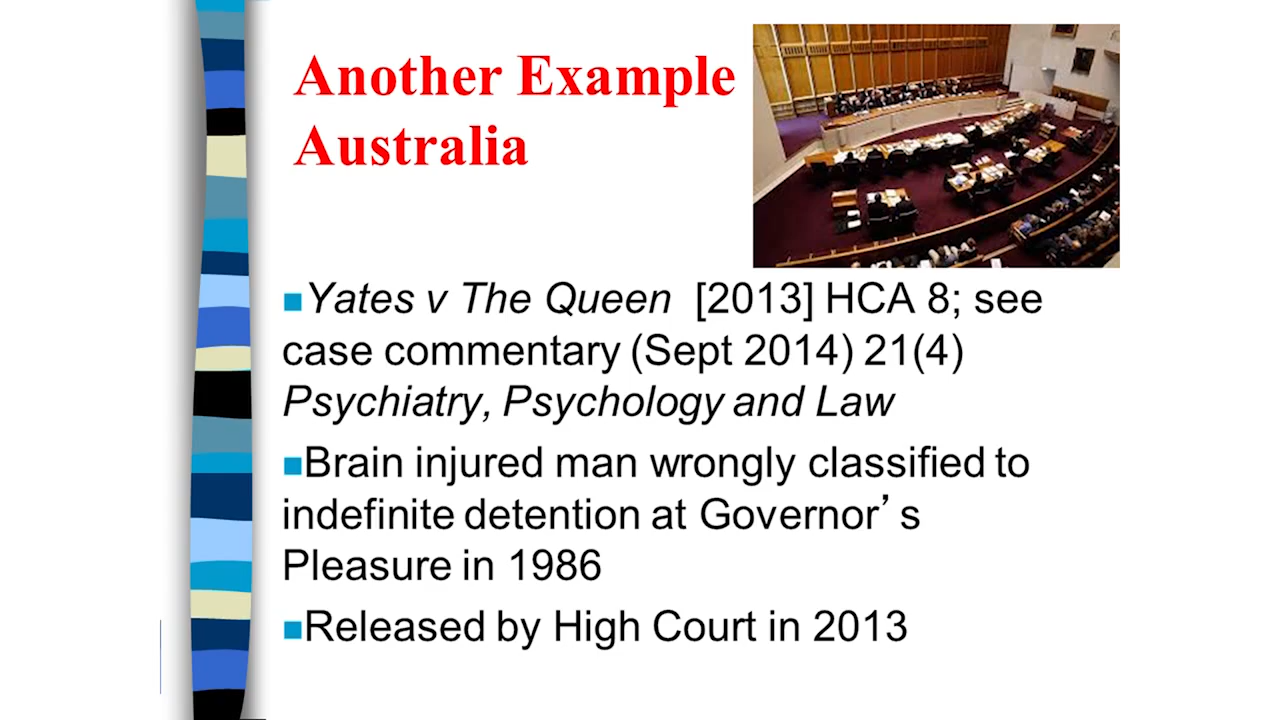 Another Example
Australia
Yates v The Queen [2013] HCA 8; see
case commentary (Sept 2014) 21(4)
Psychiatry, Psychology and Law
Brain injured man wrongly classified to
indefinite detention at Governor’s
Pleasure in 1986
Released by High Court in 2013